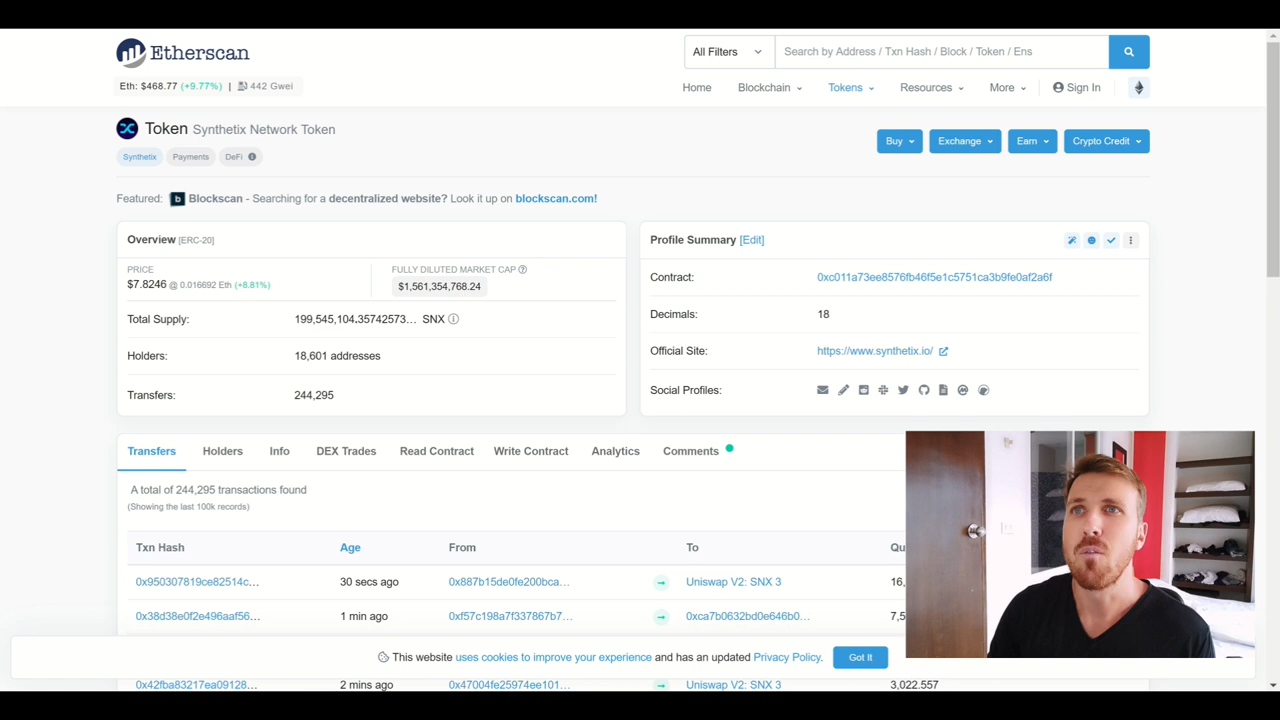 Etherscan
All Filters
Search by Address / Txn Hash / Block / Token / Ens
Eth: $468.77 (+9.77%) | 442 Gwei
Home Blockchain Tokens Resources More Sign In
Token Synthetix Network Token
Buy Exchange Earn Crypto Credit
Synthetix Payments DeFi
Featured: b Blockscan - Searching for a decentralized website? Look it up on blockscan.com!
Overview [ERC-20]
PRICE
$7.8246 @ 0.016692 Eth (+8.81%)
FULLY DILUTED MARKET CAP
$1,561,354,768.24
Total Supply: 199,545,104.35742573... SNX
Holders: 18,601 addresses
Transfers: 244,295
Profile Summary [Edit]
Contract: 0xc011a73ee8576fb46f5e1c5751ca3b9fe0af2a6f
Decimals: 18
Official Site: https://www.synthetix.io/
Social Profiles:
Transfers Holders Info DEX Trades Read Contract Write Contract Analytics Comments
A total of 244,295 transactions found
(Showing the last 100k records)
Txn Hash Age From To Qu
0x950307819ce82514c... 30 secs ago 0x887b15de0fe200bca... Uniswap V2: SNX 3 16,
0x38d38e0f2e496aaf56... 1 min ago 0xf57c198a7f337867b7... 0xca7b0632bd0e646b0... 7,5
This website uses cookies to improve your experience and has an updated Privacy Policy. Got It
0x42fba83217ea09128... 2 mins ago 0x47004fe25974ee101... Uniswap V2: SNX 3 3,022.557